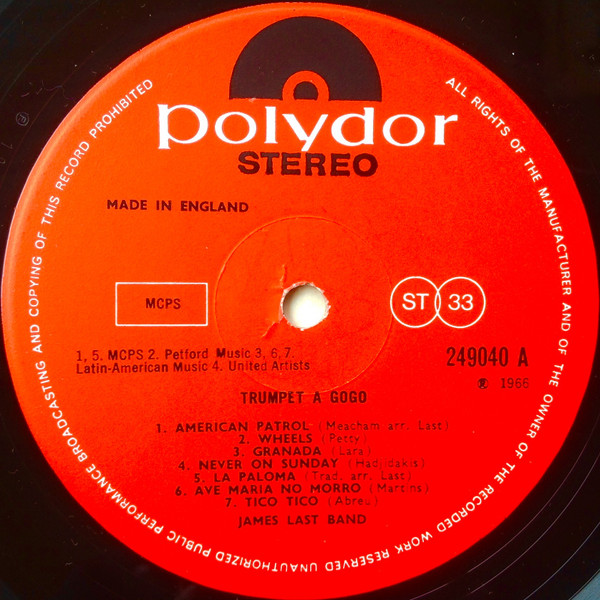 polydor
STEREO
ALL RIGHTS OF THE MANUFACTURER AND OF THE OWNER OF THE RECORDED WORK RESERVED UNAUTHORIZED PUBLIC PERFORMANCE BROADCASTING AND COPYING OF THIS RECORD PROHIBITED
MADE IN ENGLAND
MCPS
ST 33
1, 5. MCPS 2. Petford Music 3, 6, 7.
Latin-American Music 4. United Artists
249040 A
℗ 1966
TRUMPET A GOGO
1. AMERICAN PATROL (Meacham arr. Last)
2. WHEELS (Petty)
3. GRANADA (Lara)
4. NEVER ON SUNDAY (Hadjidakis)
5. LA PALOMA (Trad. arr. Last)
6. AVE MARIA NO MORRO (Martins)
7. TICO TICO (Abreu)
JAMES LAST BAND